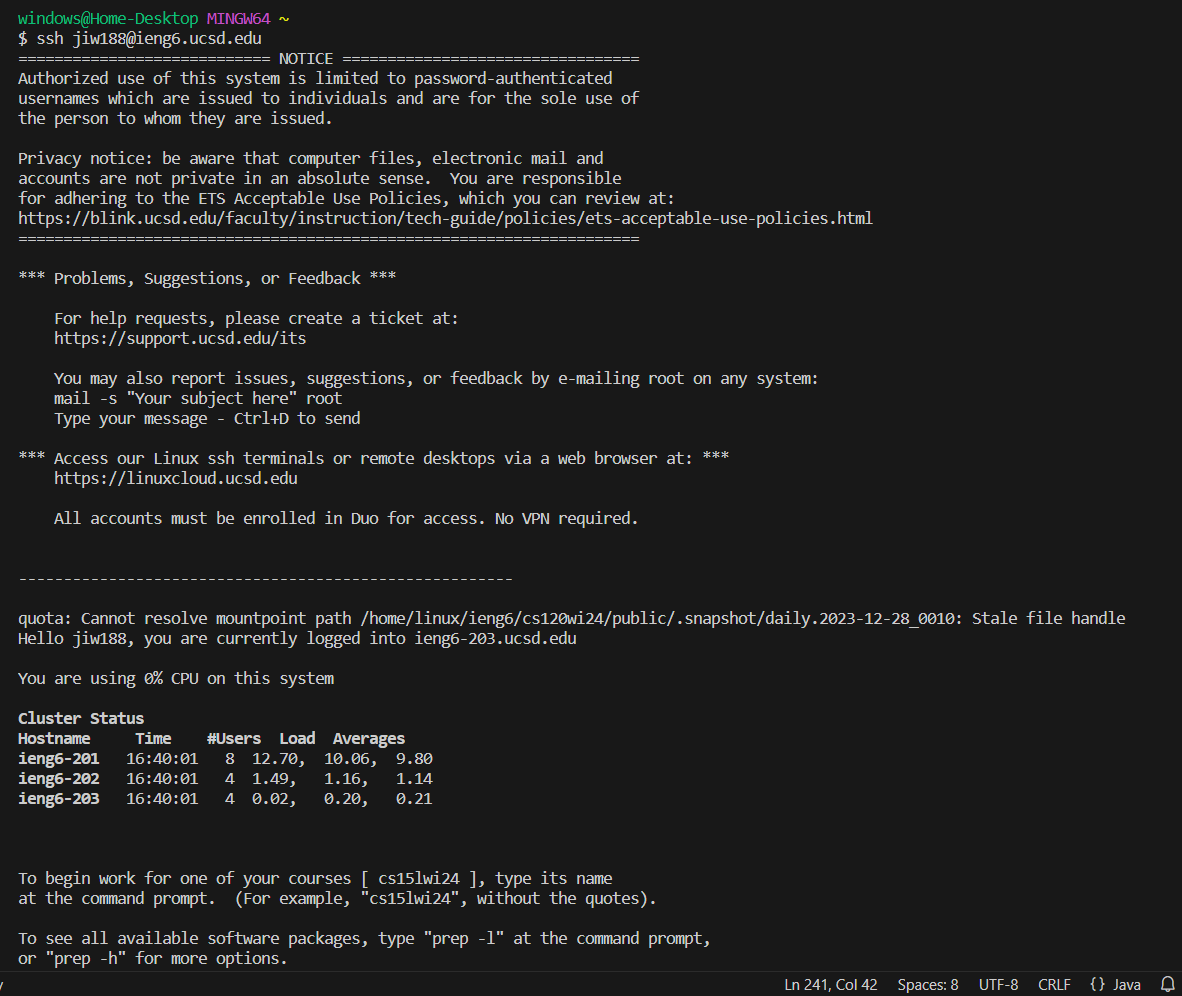 windows@Home-Desktop MINGW64 ~
$ ssh jiw188@ieng6.ucsd.edu
============================ NOTICE =================================
Authorized use of this system is limited to password-authenticated
usernames which are issued to individuals and are for the sole use of
the person to whom they are issued.
Privacy notice: be aware that computer files, electronic mail and
accounts are not private in an absolute sense.  You are responsible
for adhering to the ETS Acceptable Use Policies, which you can review at:
https://blink.ucsd.edu/faculty/instruction/tech-guide/policies/ets-acceptable-use-policies.html
=====================================================================
*** Problems, Suggestions, or Feedback ***
For help requests, please create a ticket at:
https://support.ucsd.edu/its
You may also report issues, suggestions, or feedback by e-mailing root on any system:
mail -s "Your subject here" root
Type your message - Ctrl+D to send
*** Access our Linux ssh terminals or remote desktops via a web browser at: ***
https://linuxcloud.ucsd.edu
All accounts must be enrolled in Duo for access. No VPN required.
-------------------------------------------------------
quota: Cannot resolve mountpoint path /home/linux/ieng6/cs120wi24/public/.snapshot/daily.2023-12-28_0010: Stale file handle
Hello jiw188, you are currently logged into ieng6-203.ucsd.edu
You are using 0% CPU on this system
Cluster Status
Hostname     Time    #Users  Load  Averages
ieng6-201   16:40:01   8  12.70,  10.06,  9.80
ieng6-202   16:40:01   4  1.49,   1.16,   1.14
ieng6-203   16:40:01   4  0.02,   0.20,   0.21
To begin work for one of your courses [ cs15lwi24 ], type its name
at the command prompt.  (For example, "cs15lwi24", without the quotes).
To see all available software packages, type "prep -l" at the command prompt,
or "prep -h" for more options.
Ln 241, Col 42 Spaces: 8 UTF-8 CRLF {} Java